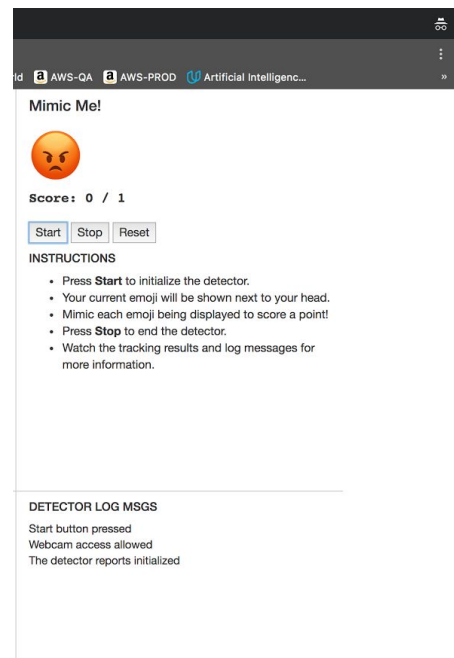 ld AWS-QA AWS-PROD Artificial Intelligenc... »
Mimic Me!
Score: 0 / 1
Start Stop Reset
INSTRUCTIONS
• Press Start to initialize the detector.
• Your current emoji will be shown next to your head.
• Mimic each emoji being displayed to score a point!
• Press Stop to end the detector.
• Watch the tracking results and log messages for
more information.
DETECTOR LOG MSGS
Start button pressed
Webcam access allowed
The detector reports initialized